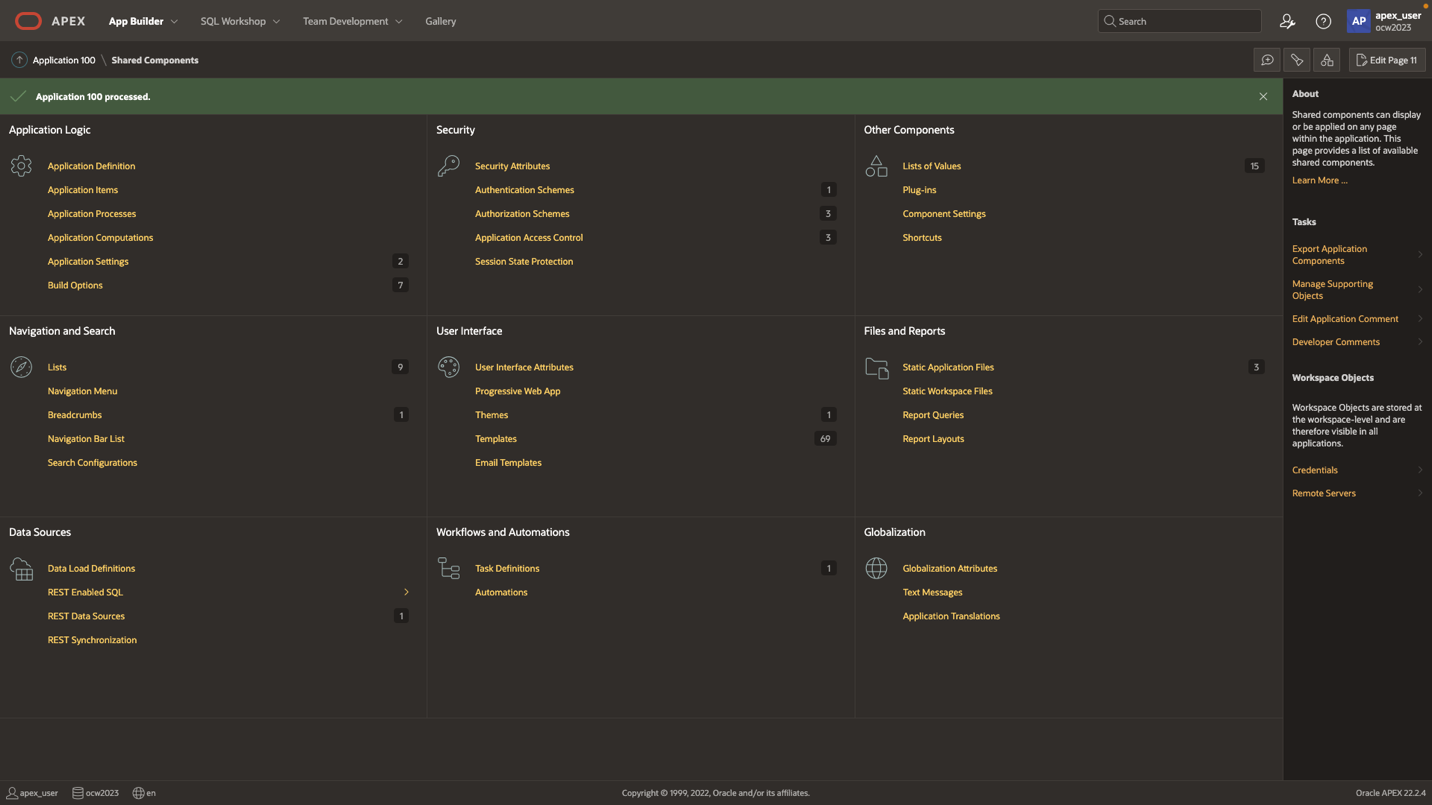 APEX
App Builder
SQL Workshop
Team Development
Gallery
Search
AP
apex_user
ocw2023
Application 100 \ Shared Components
Edit Page 11
Application 100 processed.
Application Logic
Application Definition
Application Items
Application Processes
Application Computations
Application Settings 2
Build Options 7
Security
Security Attributes
Authentication Schemes 1
Authorization Schemes 3
Application Access Control 3
Session State Protection
Other Components
Lists of Values 15
Plug-ins
Component Settings
Shortcuts
Navigation and Search
Lists 9
Navigation Menu
Breadcrumbs 1
Navigation Bar List
Search Configurations
User Interface
User Interface Attributes
Progressive Web App
Themes 1
Templates 69
Email Templates
Files and Reports
Static Application Files 3
Static Workspace Files
Report Queries
Report Layouts
Data Sources
Data Load Definitions
REST Enabled SQL
REST Data Sources 1
REST Synchronization
Workflows and Automations
Task Definitions 1
Automations
Globalization
Globalization Attributes
Text Messages
Application Translations
About
Shared components can display
or be applied on any page
within the application. This
page provides a list of available
shared components.
Learn More ...
Tasks
Export Application
Components
Manage Supporting
Objects
Edit Application Comment
Developer Comments
Workspace Objects
Workspace Objects are stored at
the workspace-level and are
therefore visible in all
applications.
Credentials
Remote Servers
apex_user
ocw2023
en
Copyright © 1999, 2022, Oracle and/or its affiliates.
Oracle APEX 22.2.4